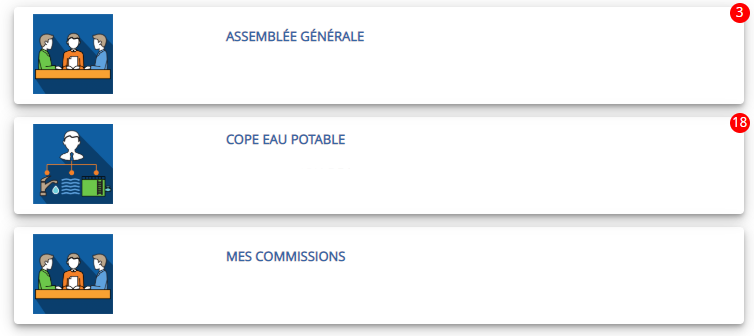 3
ASSEMBLÉE GÉNÉRALE
18
COPE EAU POTABLE
MES COMMISSIONS